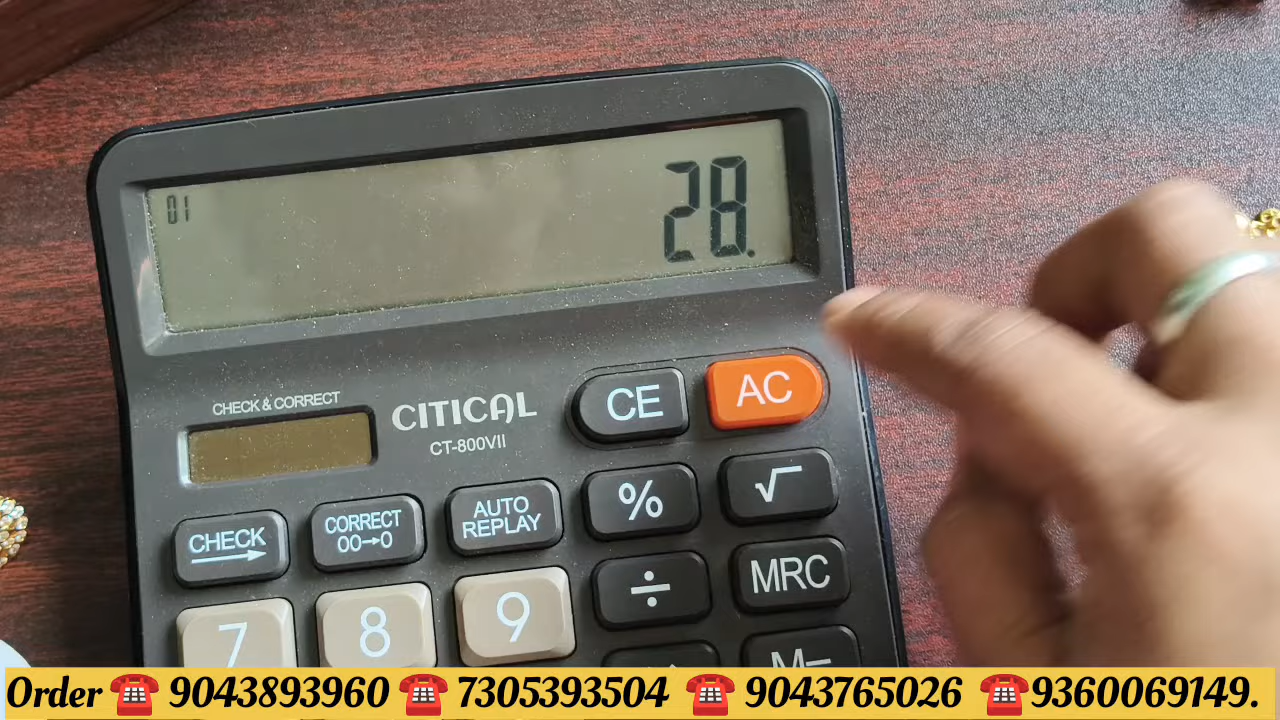 01
28.
CHECK & CORRECT
CITICAL
CT-800VII
CE
AC
CHECK
CORRECT
00→0
AUTO
REPLAY
%
√
÷
MRC
7
8
9
M−
Order ☎ 9043893960 ☎ 7305393504 ☎ 9043765026 ☎9360069149.